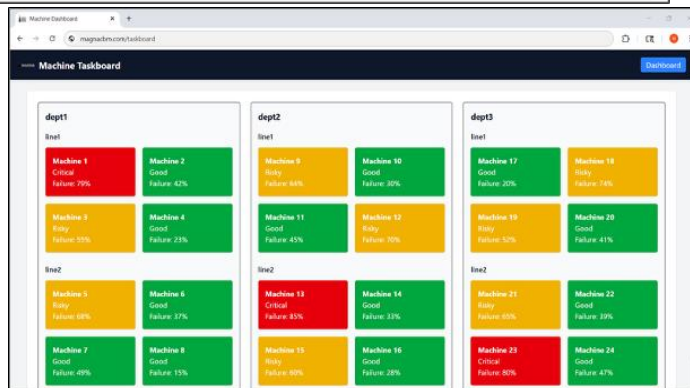 Machine Dashboard
magnacbm.com/taskboard
Machine Taskboard
Dashboard
dept1
line1
Machine 1
Critical
Failure: 79%
Machine 2
Good
Failure: 42%
Machine 3
Risky
Failure: 55%
Machine 4
Good
Failure: 23%
line2
Machine 5
Risky
Failure: 68%
Machine 6
Good
Failure: 37%
Machine 7
Good
Failure: 49%
Machine 8
Good
Failure: 15%
dept2
line1
Machine 9
Risky
Failure: 64%
Machine 10
Good
Failure: 30%
Machine 11
Good
Failure: 45%
Machine 12
Risky
Failure: 70%
line2
Machine 13
Critical
Failure: 85%
Machine 14
Good
Failure: 33%
Machine 15
Risky
Failure: 60%
Machine 16
Good
Failure: 28%
dept3
line1
Machine 17
Good
Failure: 20%
Machine 18
Risky
Failure: 74%
Machine 19
Risky
Failure: 52%
Machine 20
Good
Failure: 41%
line2
Machine 21
Risky
Failure: 65%
Machine 22
Good
Failure: 39%
Machine 23
Critical
Failure: 80%
Machine 24
Good
Failure: 47%